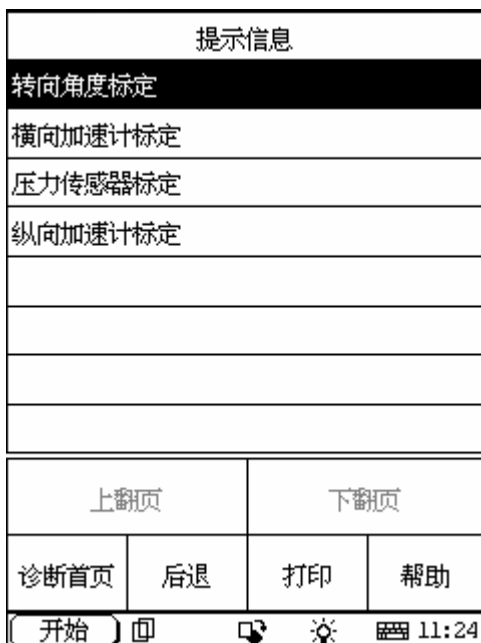 提示信息
转向角度标定
横向加速计标定
压力传感器标定
纵向加速计标定
上翻页 下翻页
诊断首页 后退 打印 帮助
开始 11:24